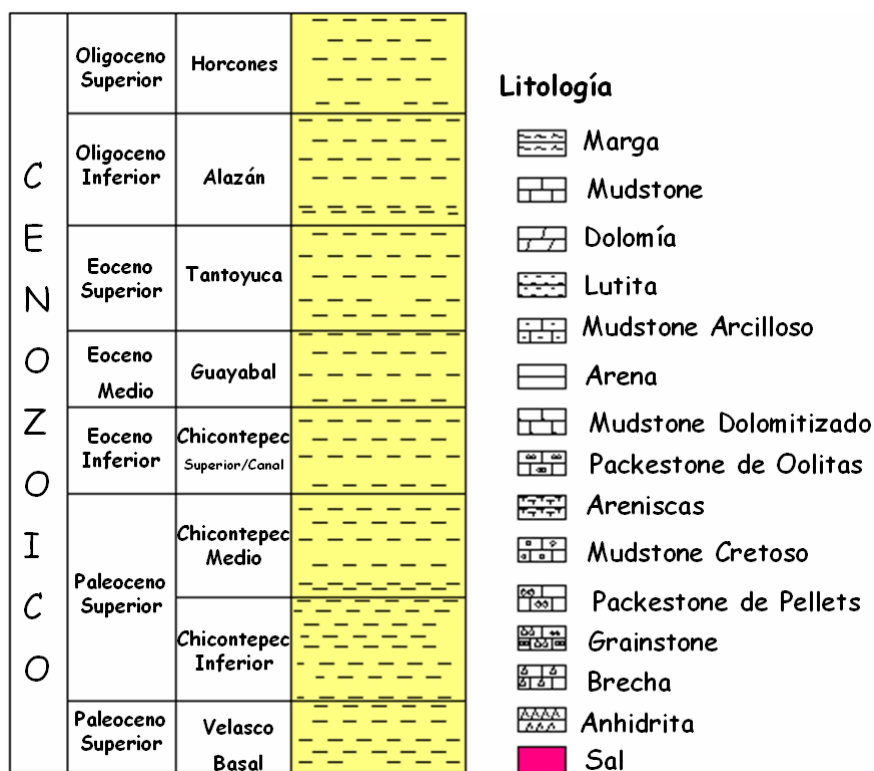 CENOZOICO
Oligoceno
Superior
Horcones
Oligoceno
Inferior
Alazán
Eoceno
Superior
Tantoyuca
Eoceno
Medio
Guayabal
Eoceno
Inferior
Chicontepec
Superior/Canal
Paleoceno
Superior
Chicontepec
Medio
Chicontepec
Inferior
Paleoceno
Superior
Velasco
Basal
Litología
Marga
Mudstone
Dolomía
Lutita
Mudstone Arcilloso
Arena
Mudstone Dolomitizado
Packestone de Oolitas
Areniscas
Mudstone Cretoso
Packestone de Pellets
Grainstone
Brecha
Anhidrita
Sal